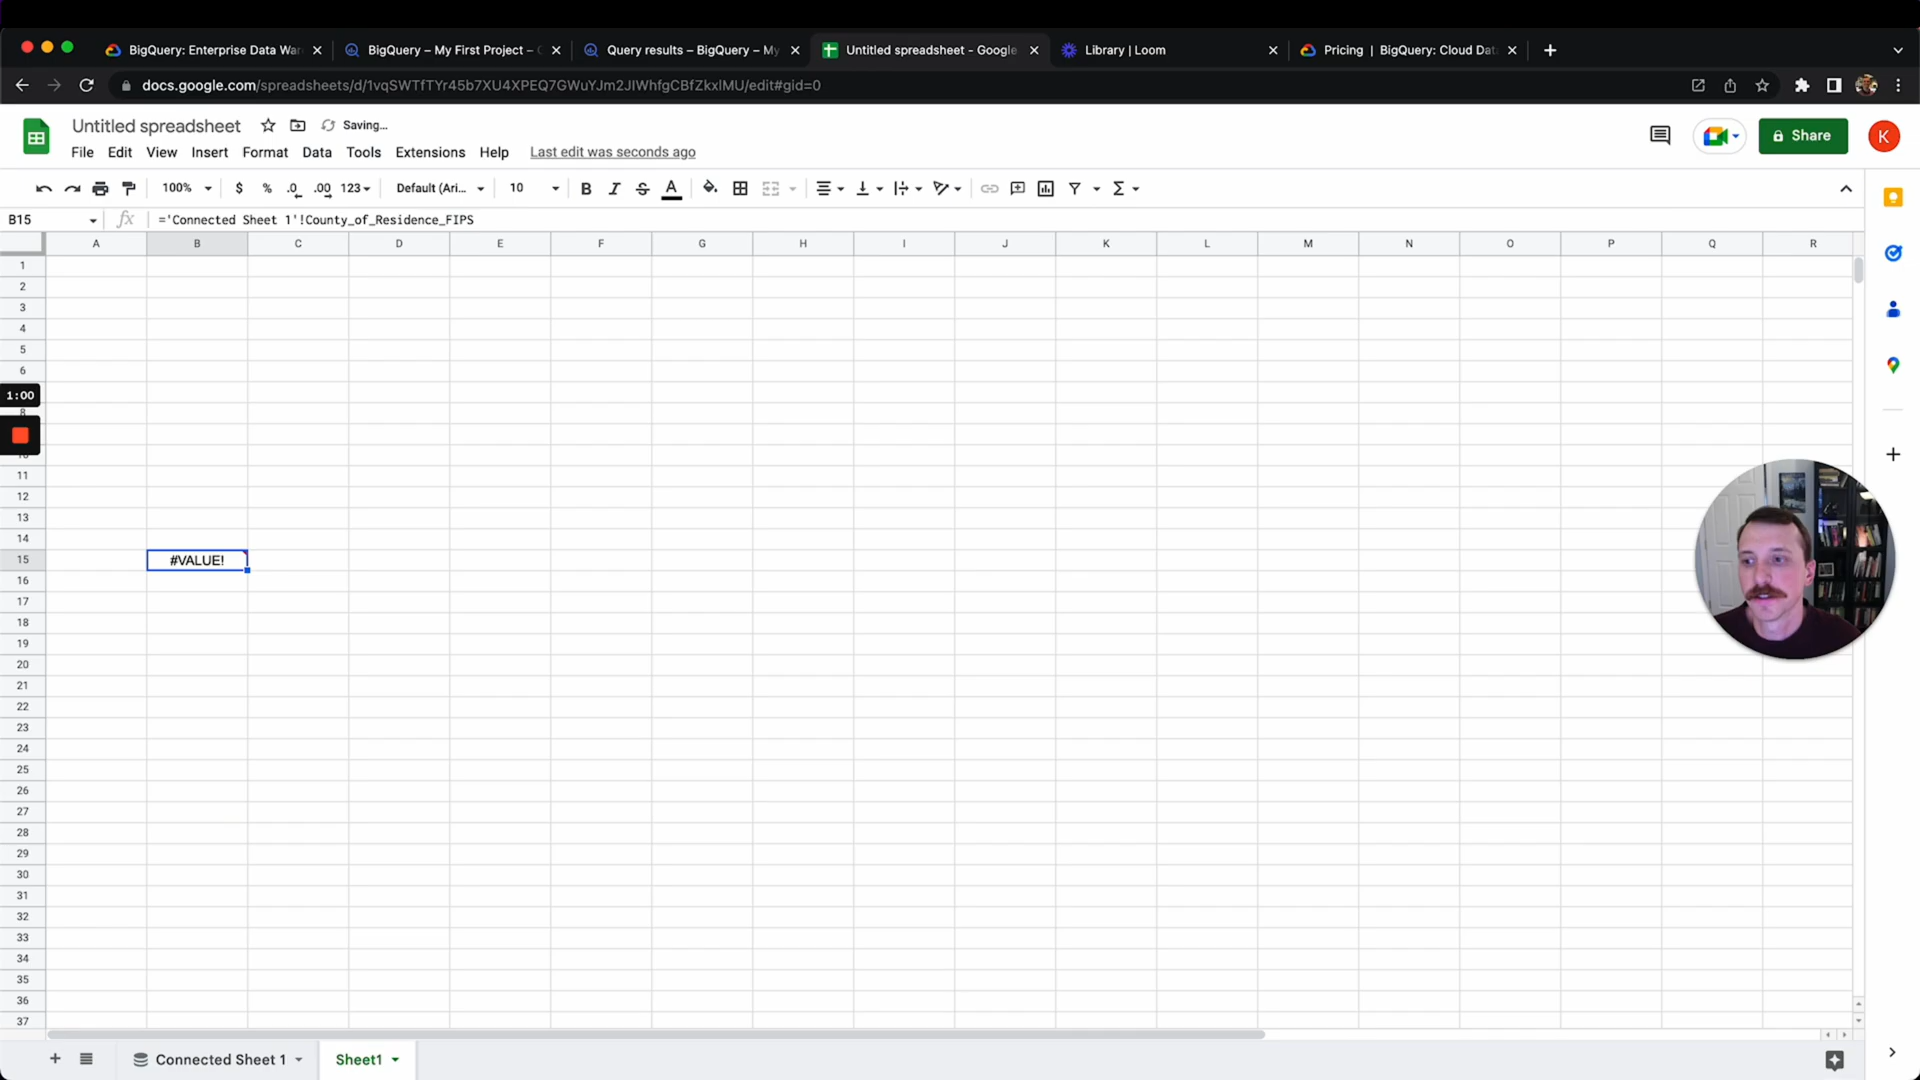 BigQuery: Enterprise Data War
BigQuery – My First Project –
Query results – BigQuery – My
Untitled spreadsheet - Google
Library | Loom
Pricing | BigQuery: Cloud Dat
docs.google.com/spreadsheets/d/1vqSWTfTYr45b7XU4XPEQ7GWuYJm2JIWhfgCBfZkxlMU/edit#gid=0
Untitled spreadsheet
Saving...
File Edit View Insert Format Data Tools Extensions Help Last edit was seconds ago
Share
K
100% $ % .0 .00 123 Default (Ari... 10 B I S A Σ
B15 fx ='Connected Sheet 1'!County_of_Residence_FIPS
A B C D E F G H I J K L M N O P Q R
1
2
3
4
5
6
1:00
8
10
11
12
13
14
15 #VALUE!
16
17
18
19
20
21
22
23
24
25
26
27
28
29
30
31
32
33
34
35
36
37
Connected Sheet 1
Sheet1